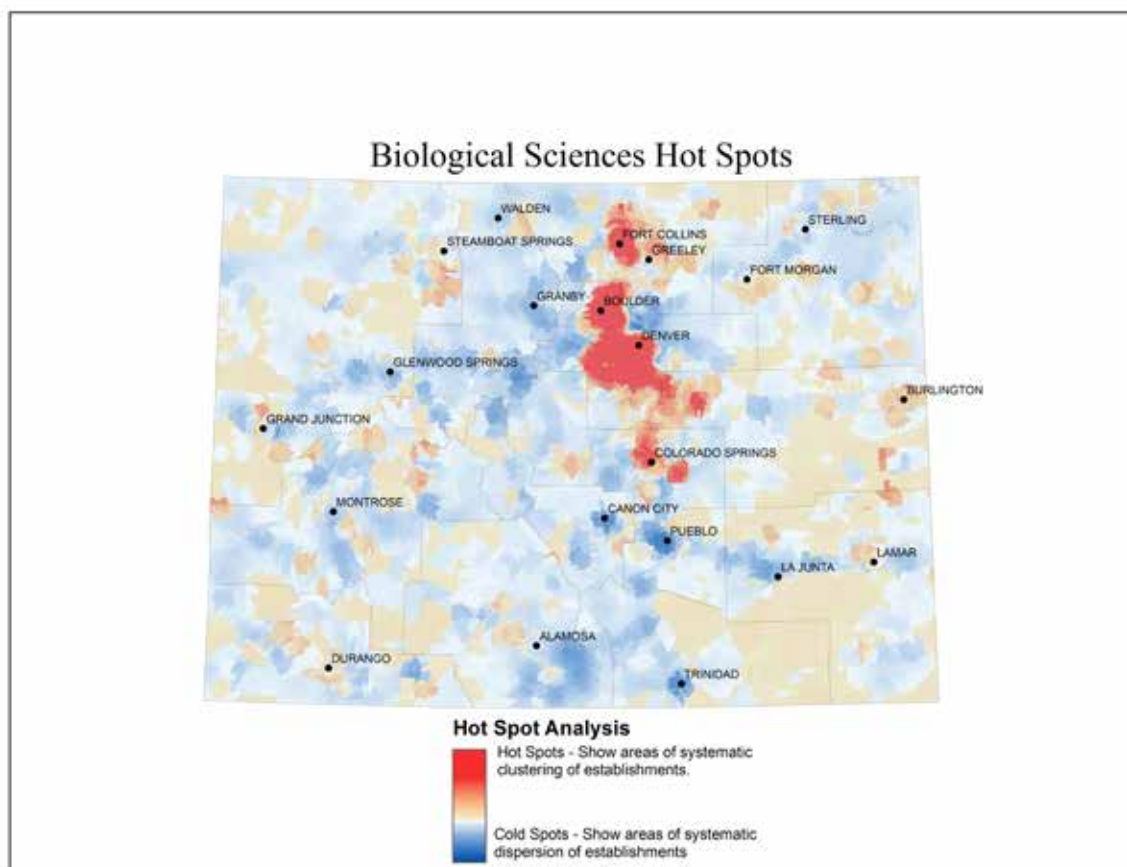 Biological Sciences Hot Spots
WALDEN
STERLING
FORT COLLINS
STEAMBOAT SPRINGS
GREELEY
FORT MORGAN
GRANBY
BOULDER
DENVER
GLENWOOD SPRINGS
BURLINGTON
GRAND JUNCTION
COLORADO SPRINGS
MONTROSE
CANON CITY
PUEBLO
LAMAR
LA JUNTA
ALAMOSA
DURANGO
TRINIDAD
Hot Spot Analysis
Hot Spots - Show areas of systematic
clustering of establishments.
Cold Spots - Show areas of systematic
dispersion of establishments